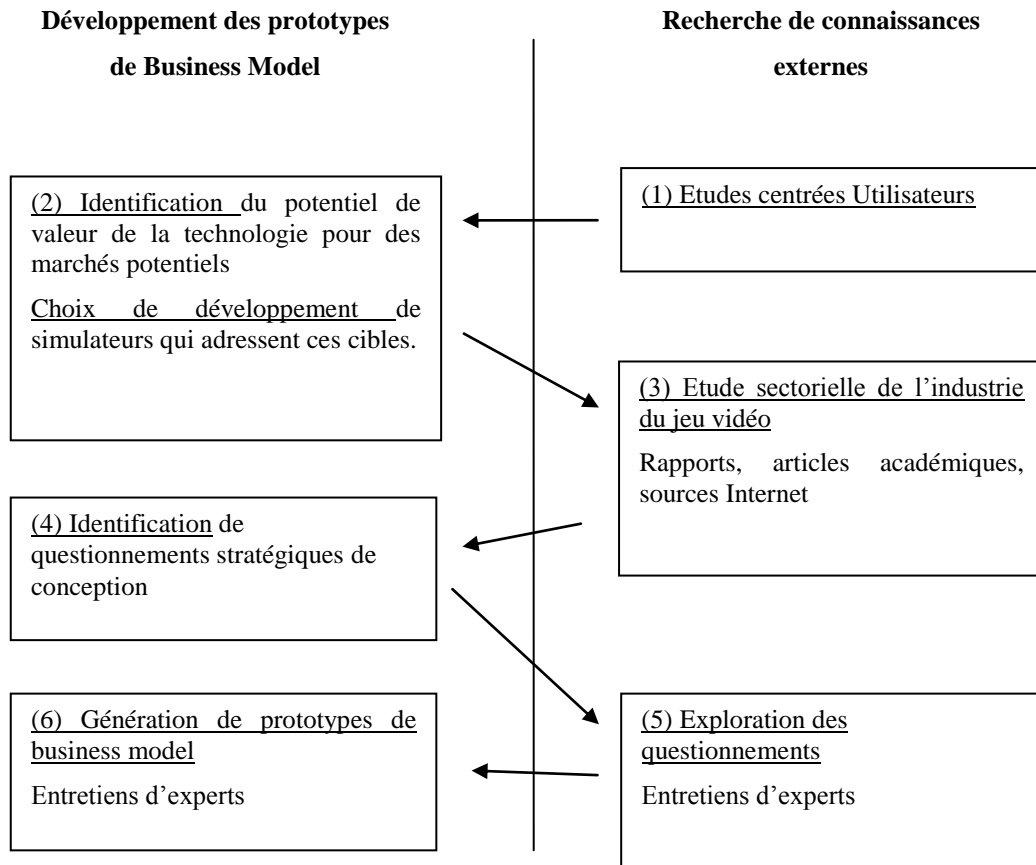 Développement des prototypes
de Business Model
Recherche de connaissances
externes
(2) Identification du potentiel de
valeur de la technologie pour des
marchés potentiels
Choix de développement de
simulateurs qui adressent ces cibles.
(1) Etudes centrées Utilisateurs
(3) Etude sectorielle de l'industrie
du jeu vidéo
Rapports, articles académiques,
sources Internet
(4) Identification de
questionnements stratégiques de
conception
(6) Génération de prototypes de
business model
Entretiens d'experts
(5) Exploration des
questionnements
Entretiens d'experts